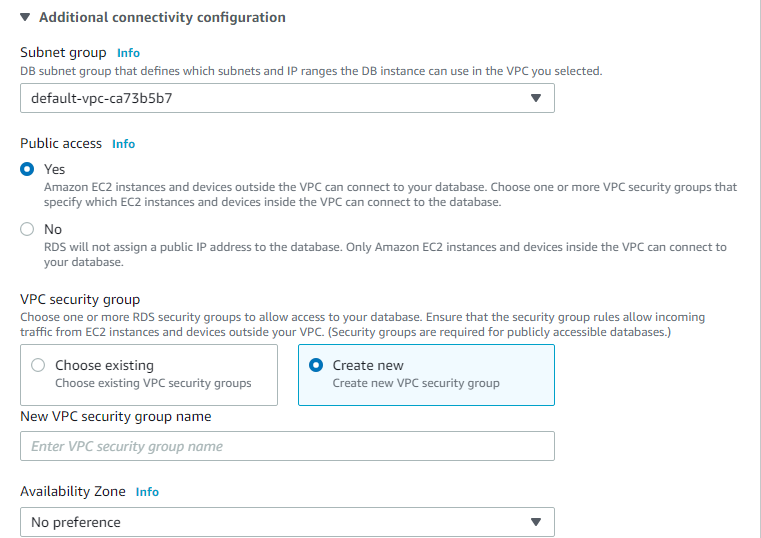 Additional connectivity configuration
Subnet group Info
DB subnet group that defines which subnets and IP ranges the DB instance can use in the VPC you selected.
default-vpc-ca73b5b7
Public access Info
Yes
Amazon EC2 instances and devices outside the VPC can connect to your database. Choose one or more VPC security groups that
specify which EC2 instances and devices inside the VPC can connect to the database.
No
RDS will not assign a public IP address to the database. Only Amazon EC2 instances and devices inside the VPC can connect to
your database.
VPC security group
Choose one or more RDS security groups to allow access to your database. Ensure that the security group rules allow incoming
traffic from EC2 instances and devices outside your VPC. (Security groups are required for publicly accessible databases.)
Choose existing
Choose existing VPC security groups
Create new
Create new VPC security group
New VPC security group name
Enter VPC security group name
Availability Zone Info
No preference